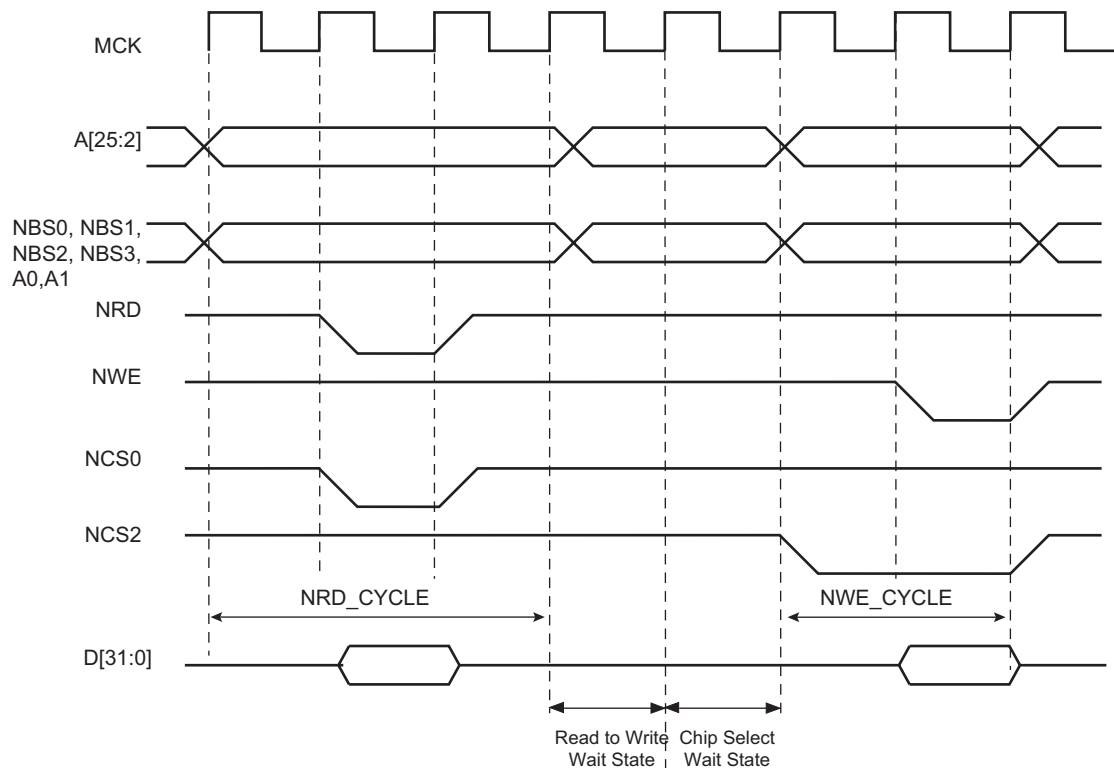 MCK
A[25:2]
NBS0, NBS1,
NBS2, NBS3,
A0,A1
NRD
NWE
NCS0
NCS2
NRD_CYCLE
NWE_CYCLE
D[31:0]
Read to Write
Wait State
Chip Select
Wait State